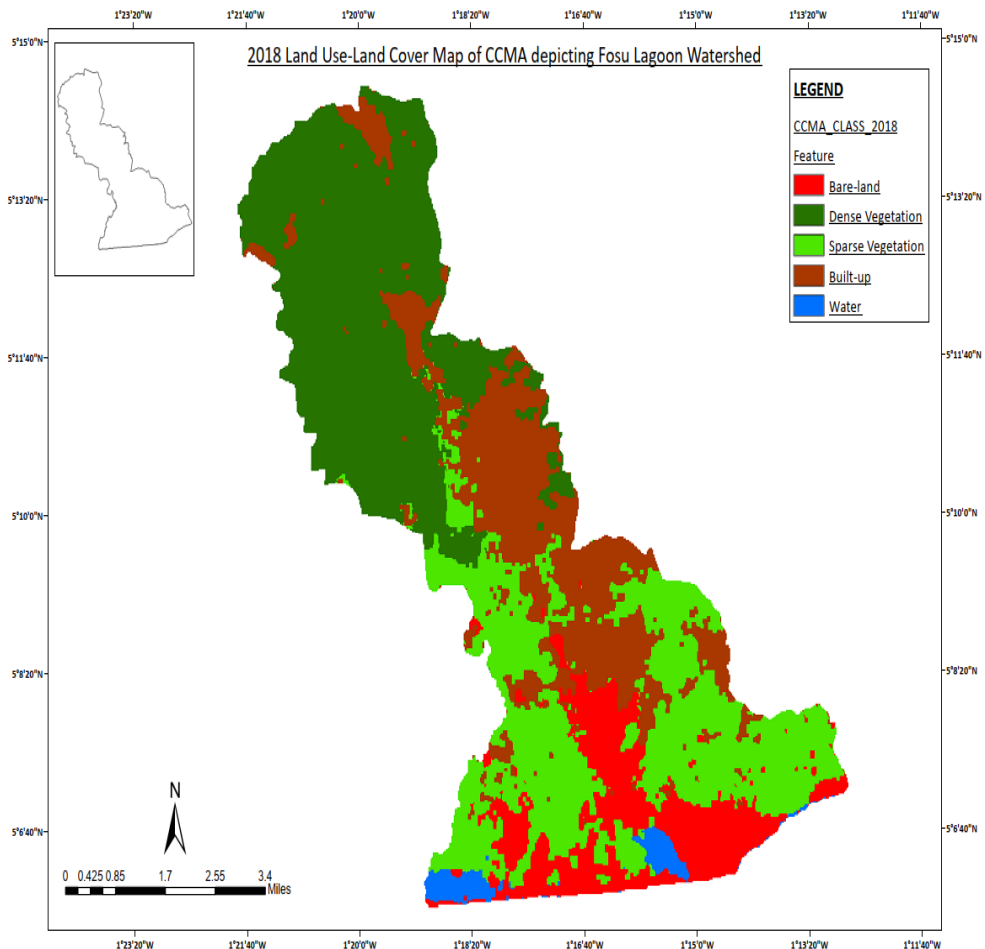 1°23'20"W 1°21'40"W 1°20'0"W 1°18'20"W 1°16'40"W 1°15'0"W 1°13'20"W 1°11'40"W
5°15'0"N 5°15'0"N
2018 Land Use-Land Cover Map of CCMA depicting Fosu Lagoon Watershed
LEGEND
CCMA_CLASS_2018
Feature
Bare-land
Dense Vegetation
Sparse Vegetation
Built-up
Water
5°13'20"N 5°13'20"N
5°11'40"N 5°11'40"N
5°10'0"N 5°10'0"N
5°8'20"N 5°8'20"N
5°6'40"N 5°6'40"N
N
0 0.425 0.85 1.7 2.55 3.4
Miles
1°23'20"W 1°21'40"W 1°20'0"W 1°18'20"W 1°16'40"W 1°15'0"W 1°13'20"W 1°11'40"W